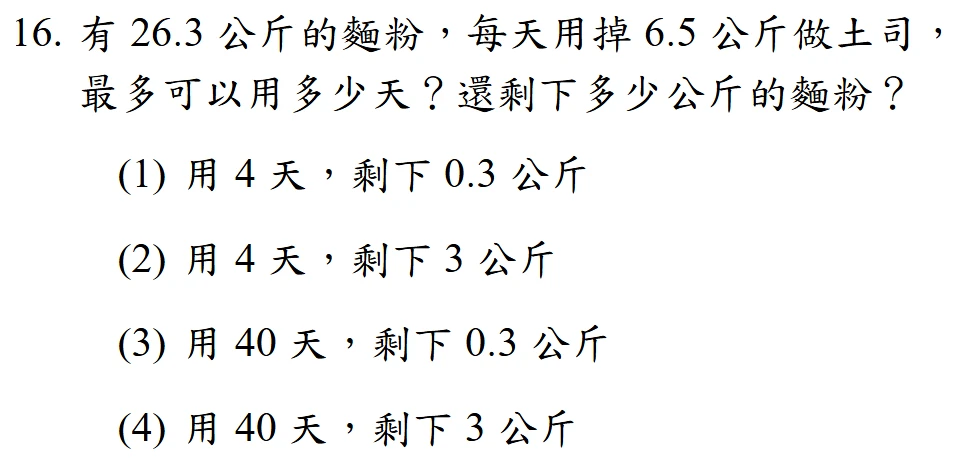 16. 有 26.3 公斤的麵粉，每天用掉 6.5 公斤做土司，
最多可以用多少天？還剩下多少公斤的麵粉？
(1) 用 4 天，剩下 0.3 公斤
(2) 用 4 天，剩下 3 公斤
(3) 用 40 天，剩下 0.3 公斤
(4) 用 40 天，剩下 3 公斤